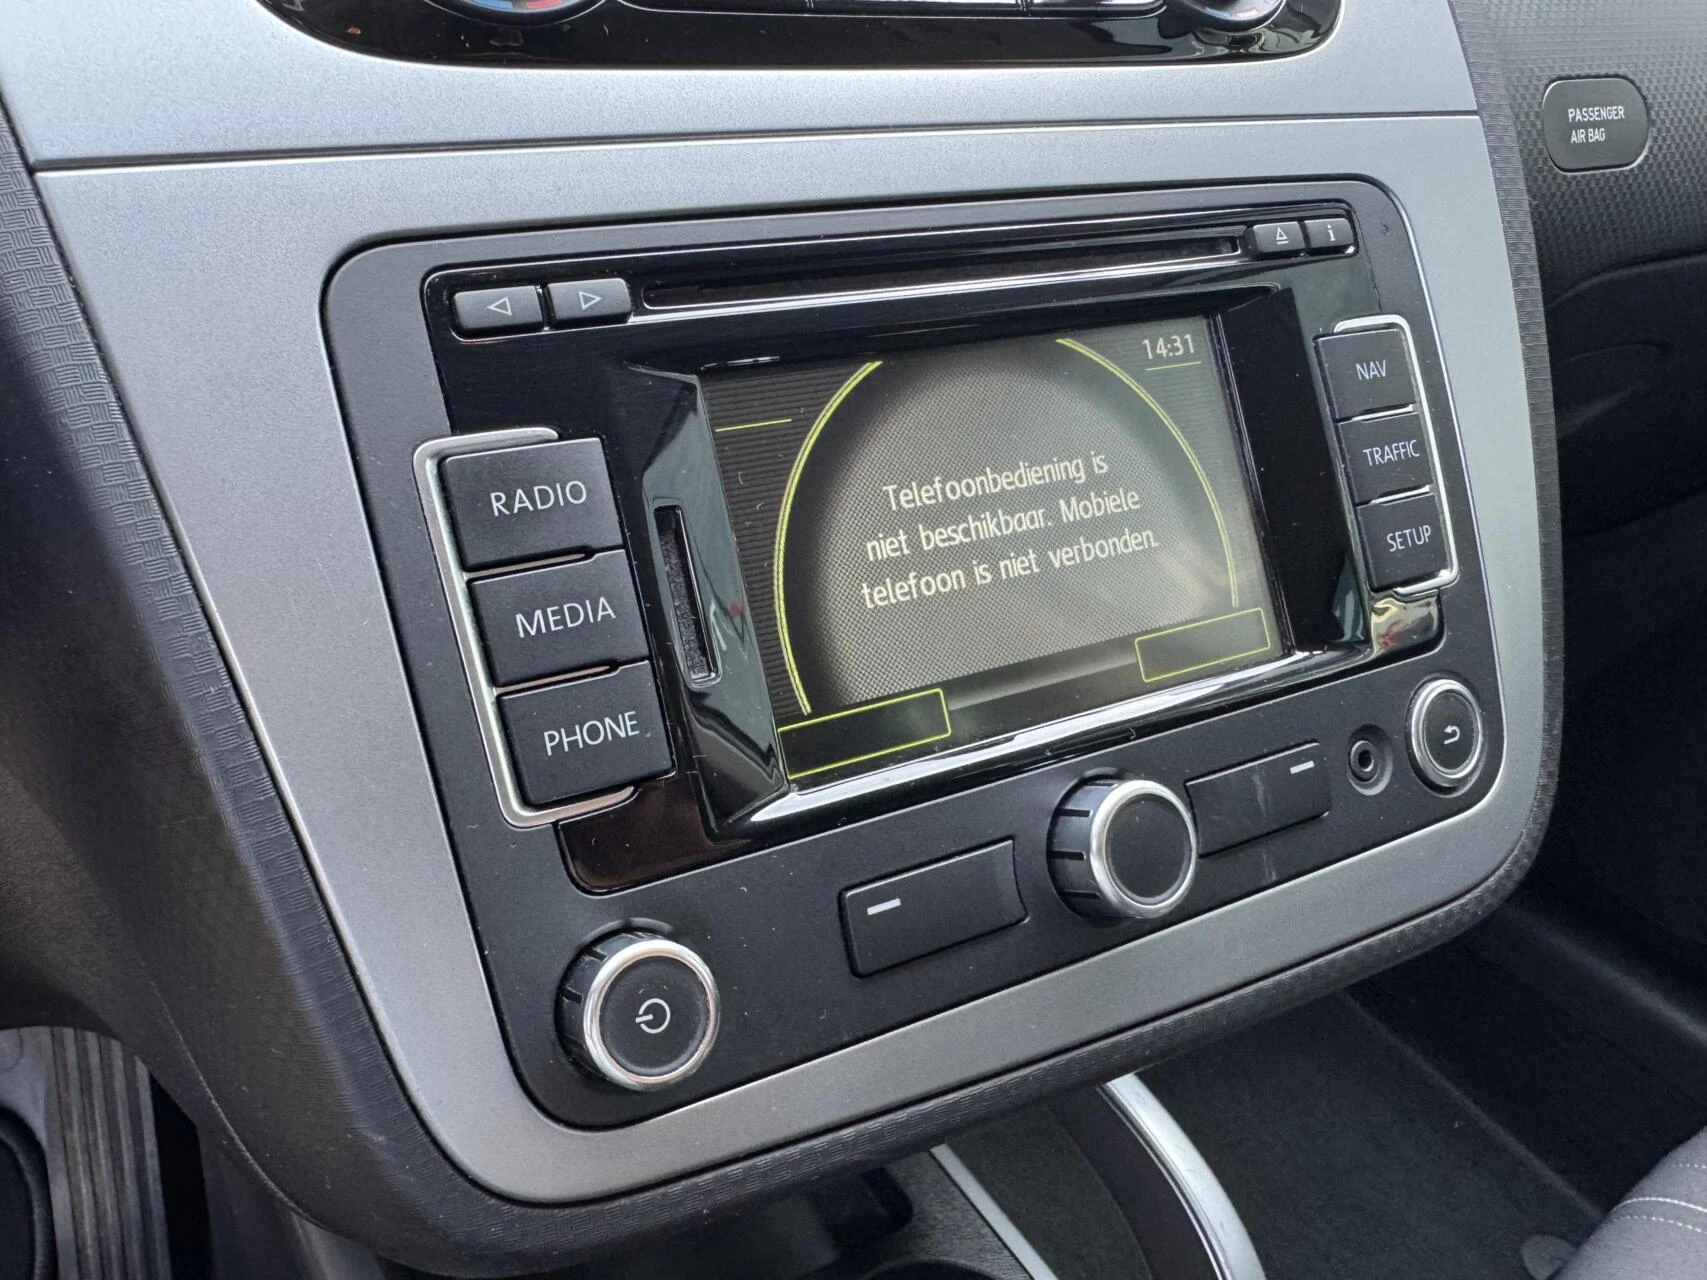 PASSENGER
AIR BAG
i
14:31
NAV
TRAFFIC
SETUP
RADIO
MEDIA
PHONE
Telefoonbediening is
niet beschikbaar. Mobiele
telefoon is niet verbonden.